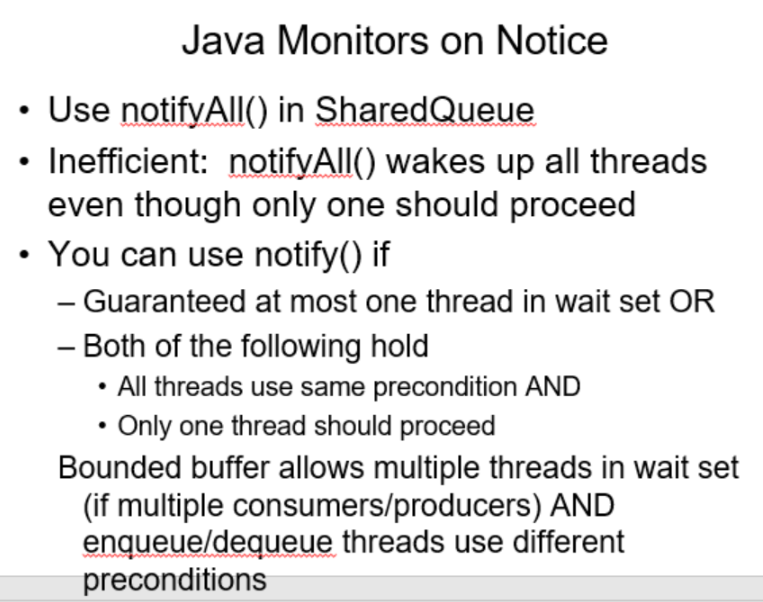 Java Monitors on Notice
• Use notifyAll() in SharedQueue
• Inefficient:  notifyAll() wakes up all threads
even though only one should proceed
• You can use notify() if
– Guaranteed at most one thread in wait set OR
– Both of the following hold
• All threads use same precondition AND
• Only one thread should proceed
Bounded buffer allows multiple threads in wait set
(if multiple consumers/producers) AND
enqueue/dequeue threads use different
preconditions